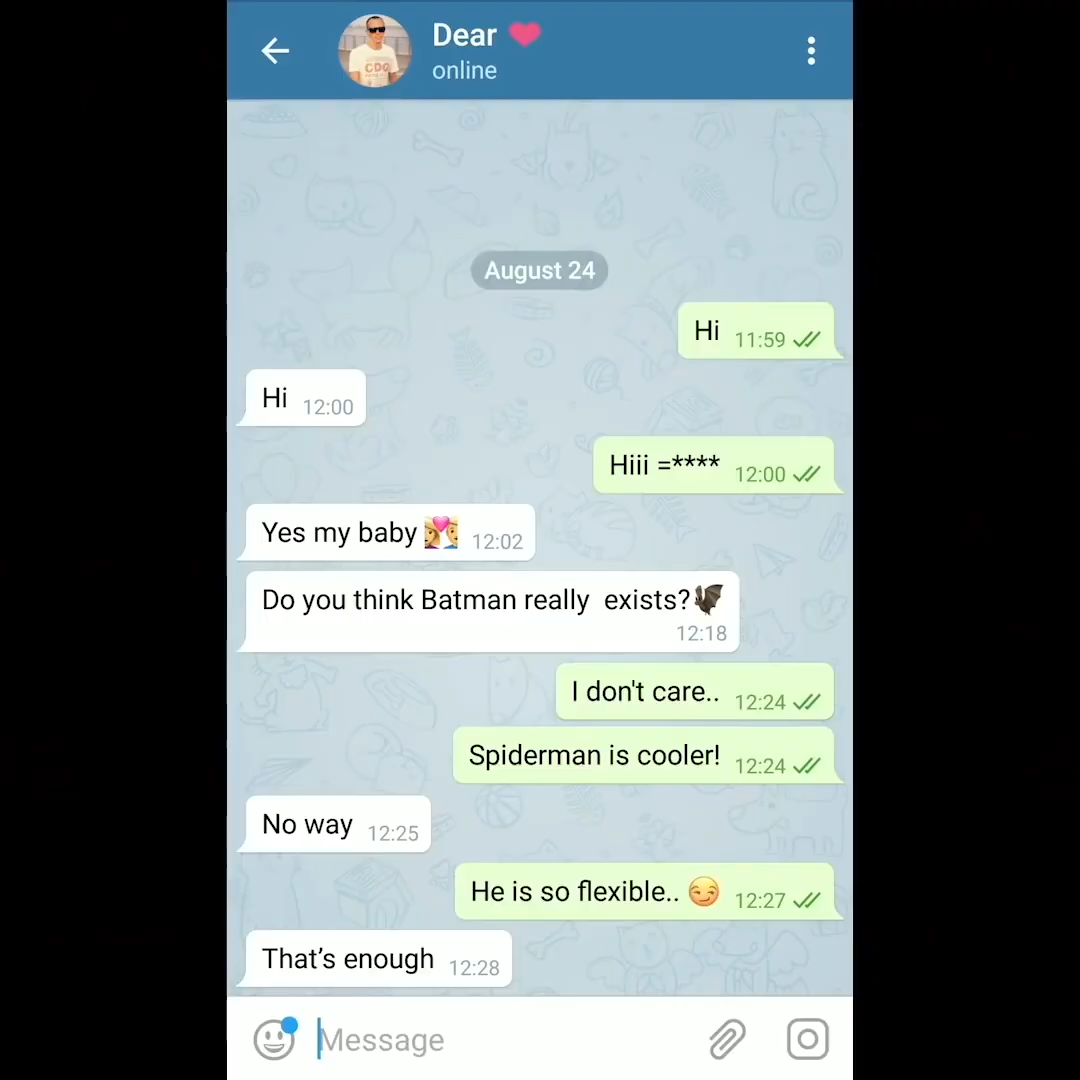 Dear ❤
online
CDG
August 24
Hi 11:59
Hi 12:00
Hiii =**** 12:00
Yes my baby 👩‍❤️‍👨 12:02
Do you think Batman really  exists?🦇
12:18
I don't care.. 12:24
Spiderman is cooler! 12:24
No way 12:25
He is so flexible.. 😏 12:27
That’s enough 12:28
Message